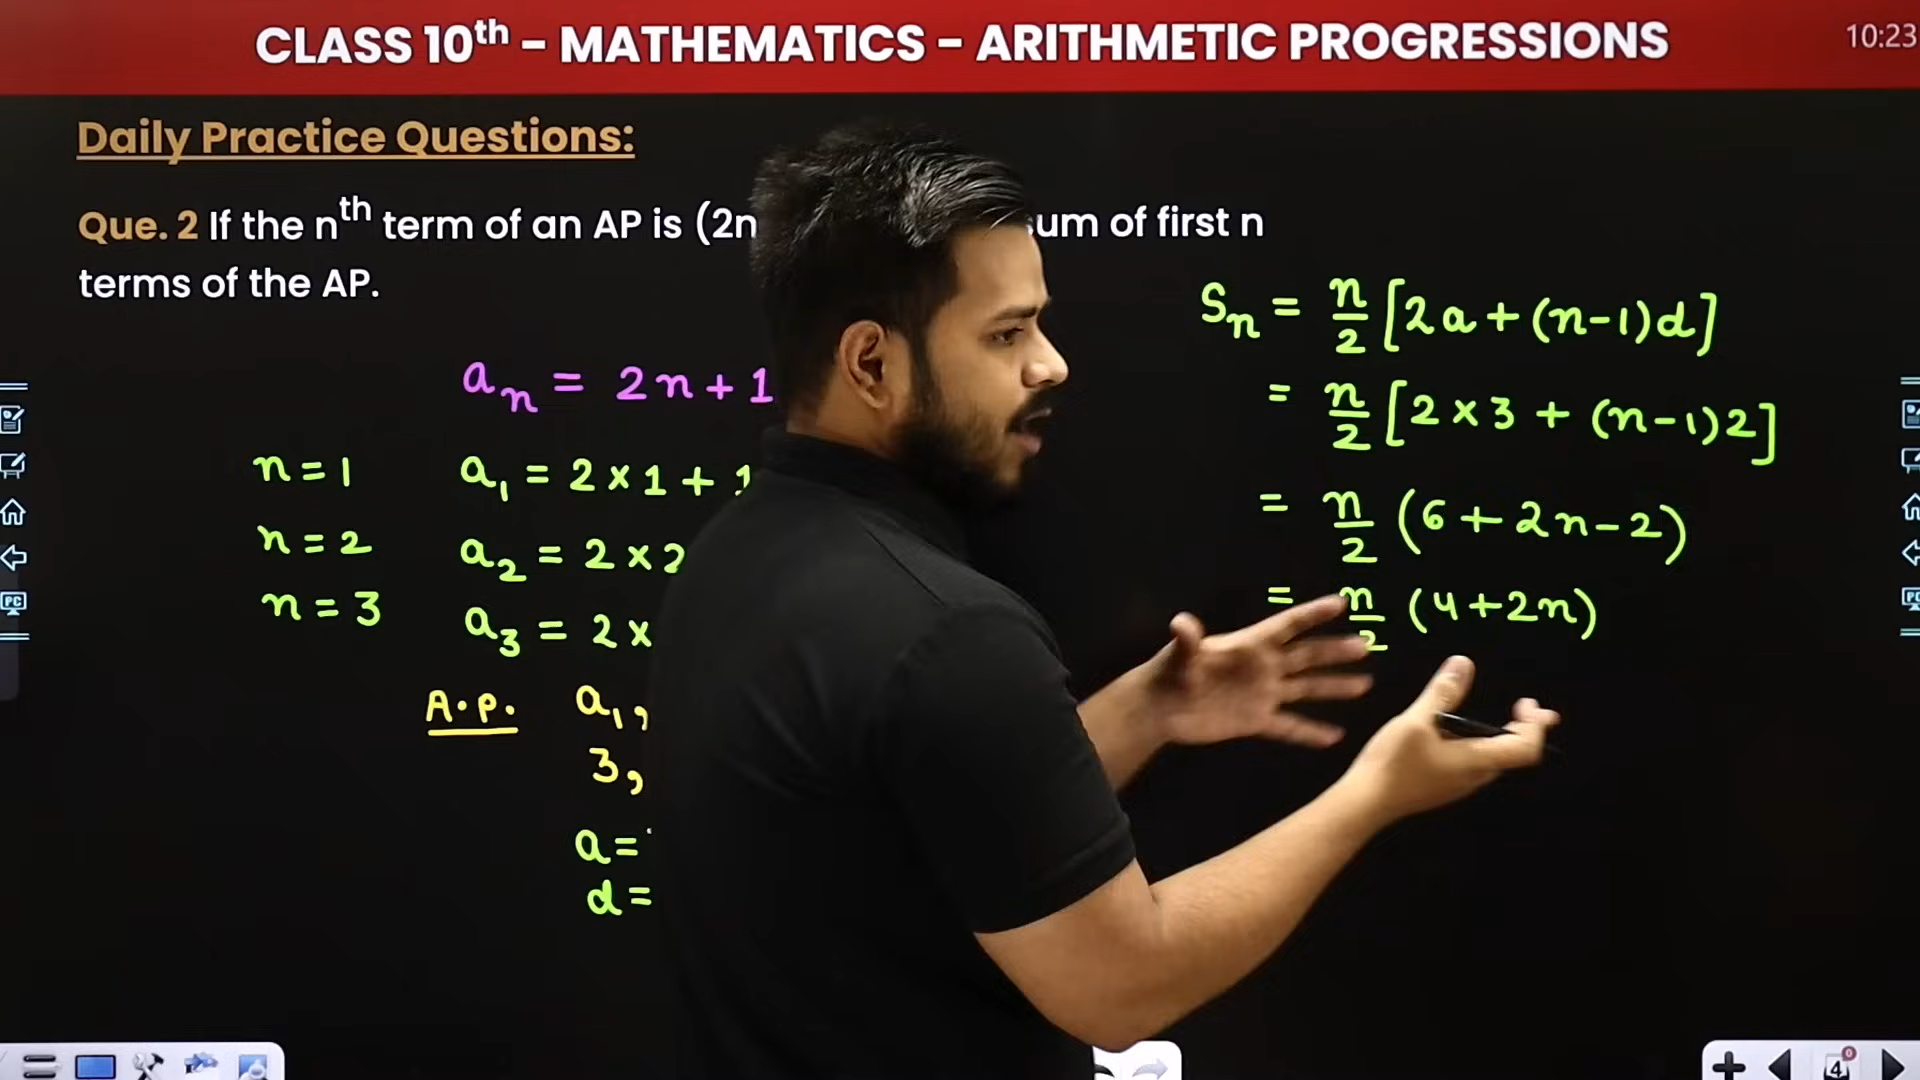 CLASS 10th - MATHEMATICS - ARITHMETIC PROGRESSIONS
10:23
Daily Practice Questions:
Que. 2 If the nth term of an AP is (2n um of first n
terms of the AP.
an = 2n+1
n=1 a1 = 2×1+1
n=2 a2 = 2×2
n=3 a3 = 2×
A.P. a1,
3,
a=
d=
Sn = n/2 [2a+(n-1)d]
= n/2 [2×3+(n-1)2]
= n/2 (6+2n-2)
= n/2 (4+2n)
PC
4